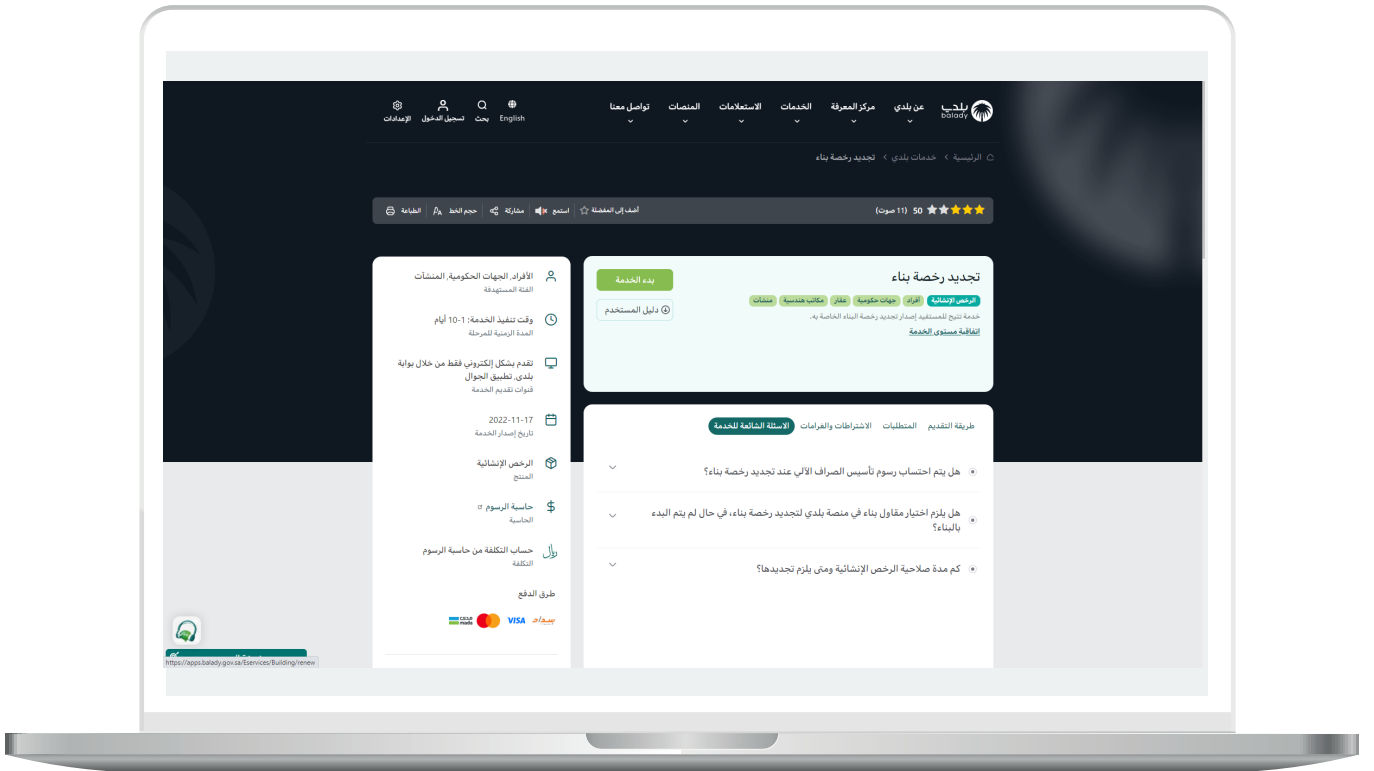 بلدي
balady
عن بلدي
مركز المعرفة
الخدمات
الاستعلامات
المنصات
تواصل معنا
English
بحث
تسجيل الدخول
الإعدادات
الرئيسية › خدمات بلدي › تجديد رخصة بناء
50 (11 صوت)
أضف إلى المفضلة
استمع
مشاركة
حجم الخط
الطباعة
تجديد رخصة بناء
الرخص الإنشائية أفراد جهات حكومية عقار مكاتب هندسية منشآت
خدمة تتيح للمستفيد إصدار تجديد رخصة البناء الخاصة به.
اتفاقية مستوى الخدمة
بدء الخدمة
دليل المستخدم
طريقة التقديم
المتطلبات
الاشتراطات والغرامات
الاسئلة الشائعة للخدمة
هل يتم احتساب رسوم تأسيس الصراف الآلي عند تجديد رخصة بناء؟
هل يلزم اختيار مقاول بناء في منصة بلدي لتجديد رخصة بناء، في حال لم يتم البدء
بالبناء؟
كم مدة صلاحية الرخص الإنشائية ومتى يلزم تجديدها؟
الأفراد, الجهات الحكومية, المنشآت
الفئة المستهدفة
وقت تنفيذ الخدمة: 1-10 أيام
المدة الزمنية للمرحلة
تقدم بشكل إلكتروني فقط من خلال بوابة
بلدي, تطبيق الجوال
قنوات تقديم الخدمة
2022-11-17
تاريخ إصدار الخدمة
الرخص الإنشائية
المنتج
حاسبة الرسوم
الحاسبة
حساب التكلفة من حاسبة الرسوم
التكلفة
طرق الدفع
سداد
VISA
mada
https://apps.balady.gov.sa/Eservices/Building/renew